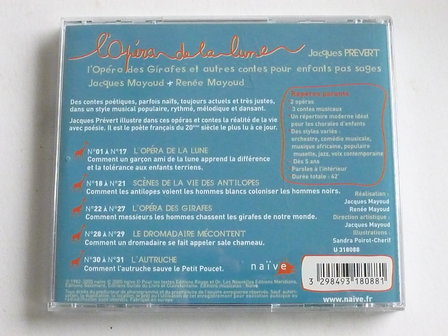 l'Opéra de la lune
Jacques PRÉVERT
l'Opéra des Girafes et autres contes pour enfants pas sages
Jacques Mayoud + Renée Mayoud
Des contes poétiques, parfois naïfs, toujours actuels et très justes,
dans un style musical populaire, rythmé, mélodique et dansant.
Jacques Prévert illustre dans ces opéras et contes la réalité de la vie
avec poésie. Il est le poète français du 20ème siècle le plus lu à ce jour.
Repères parents
2 opéras
3 contes musicaux
Un répertoire moderne idéal
pour les chorales d'enfants
Des styles variés :
orchestre, comédie musicale,
musique africaine, populaire
musette, jazz, voix contemporaine
Dès 5 ans
Paroles à l'intérieur
Durée totale : 62'
N°01 À N°17 L'OPÉRA DE LA LUNE
Comment un garçon ami de la lune apprend la différence
et la tolérance aux enfants terriens.
N°18 À N°21 SCÈNES DE LA VIE DES ANTILOPES
Comment les antilopes voient les hommes blancs coloniser les hommes noirs.
N°22 À N°27 L'OPÉRA DES GIRAFES
Comment messieurs les hommes chassent les girafes de notre monde.
N°28 À N°29 LE DROMADAIRE MÉCONTENT
Comment un dromadaire se fait appeler sale chameau.
N°30 À N°31 L'AUTRUCHE
Comment l'autruche sauve le Petit Poucet.
Réalisation :
Jacques Mayoud
Renée Mayoud
Direction artistique :
Jacques Mayoud
Illustrations :
Sandra Poirot-Cherif
U 310088
naïve
3 298493 180881
www.naive.fr